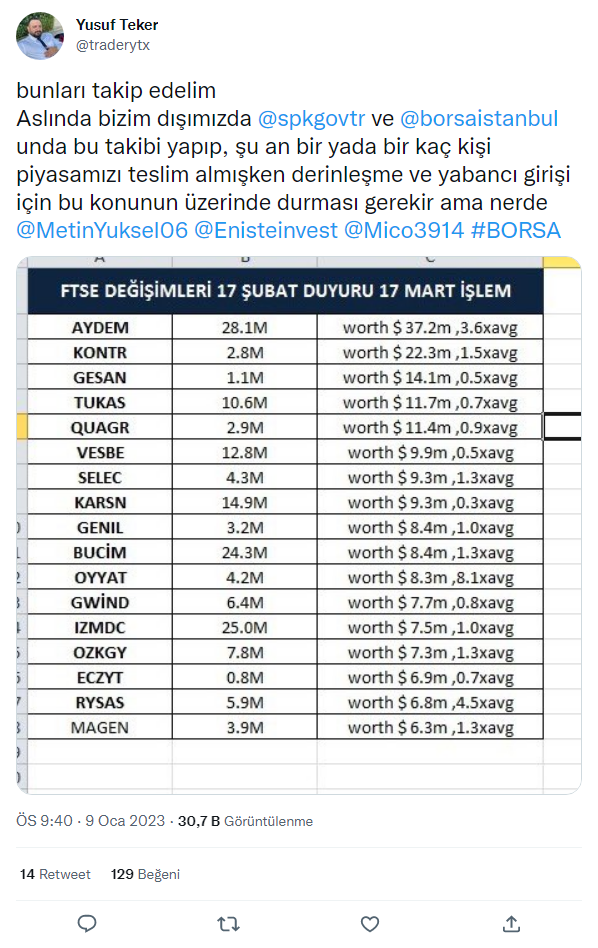 Yusuf Teker
@traderytx
bunları takip edelim
Aslında bizim dışımızda @spkgovtr ve @borsaistanbul
unda bu takibi yapıp, şu an bir yada bir kaç kişi
piyasamızı teslim almışken derinleşme ve yabancı girişi
için bu konunun üzerinde durması gerekir ama nerde
@MetinYuksel06 @Enisteinvest @Mico3914 #BORSA
FTSE DEĞİŞİMLERİ 17 ŞUBAT DUYURU 17 MART İŞLEM
AYDEM 28.1M worth $ 37.2m ,3.6xavg
KONTR 2.8M worth $ 22.3m ,1.5xavg
GESAN 1.1M worth $ 14.1m ,0.5xavg
TUKAS 10.6M worth $ 11.7m ,0.7xavg
QUAGR 2.9M worth $ 11.4m ,0.9xavg
VESBE 12.8M worth $ 9.9m ,0.5xavg
SELEC 4.3M worth $ 9.3m ,1.3xavg
KARSN 14.9M worth $ 9.3m ,0.3xavg
GENIL 3.2M worth $ 8.4m ,1.0xavg
BUCİM 24.3M worth $ 8.4m ,1.3xavg
OYYAT 4.2M worth $ 8.3m ,8.1xavg
GWİND 6.4M worth $ 7.7m ,0.8xavg
IZMDC 25.0M worth $ 7.5m ,1.0xavg
OZKGY 7.8M worth $ 7.3m ,1.3xavg
ECZYT 0.8M worth $ 6.9m ,0.7xavg
RYSAS 5.9M worth $ 6.8m ,4.5xavg
MAGEN 3.9M worth $ 6.3m ,1.3xavg
ÖS 9:40 · 9 Oca 2023 · 30,7 B Görüntülenme
14 Retweet 129 Beğeni